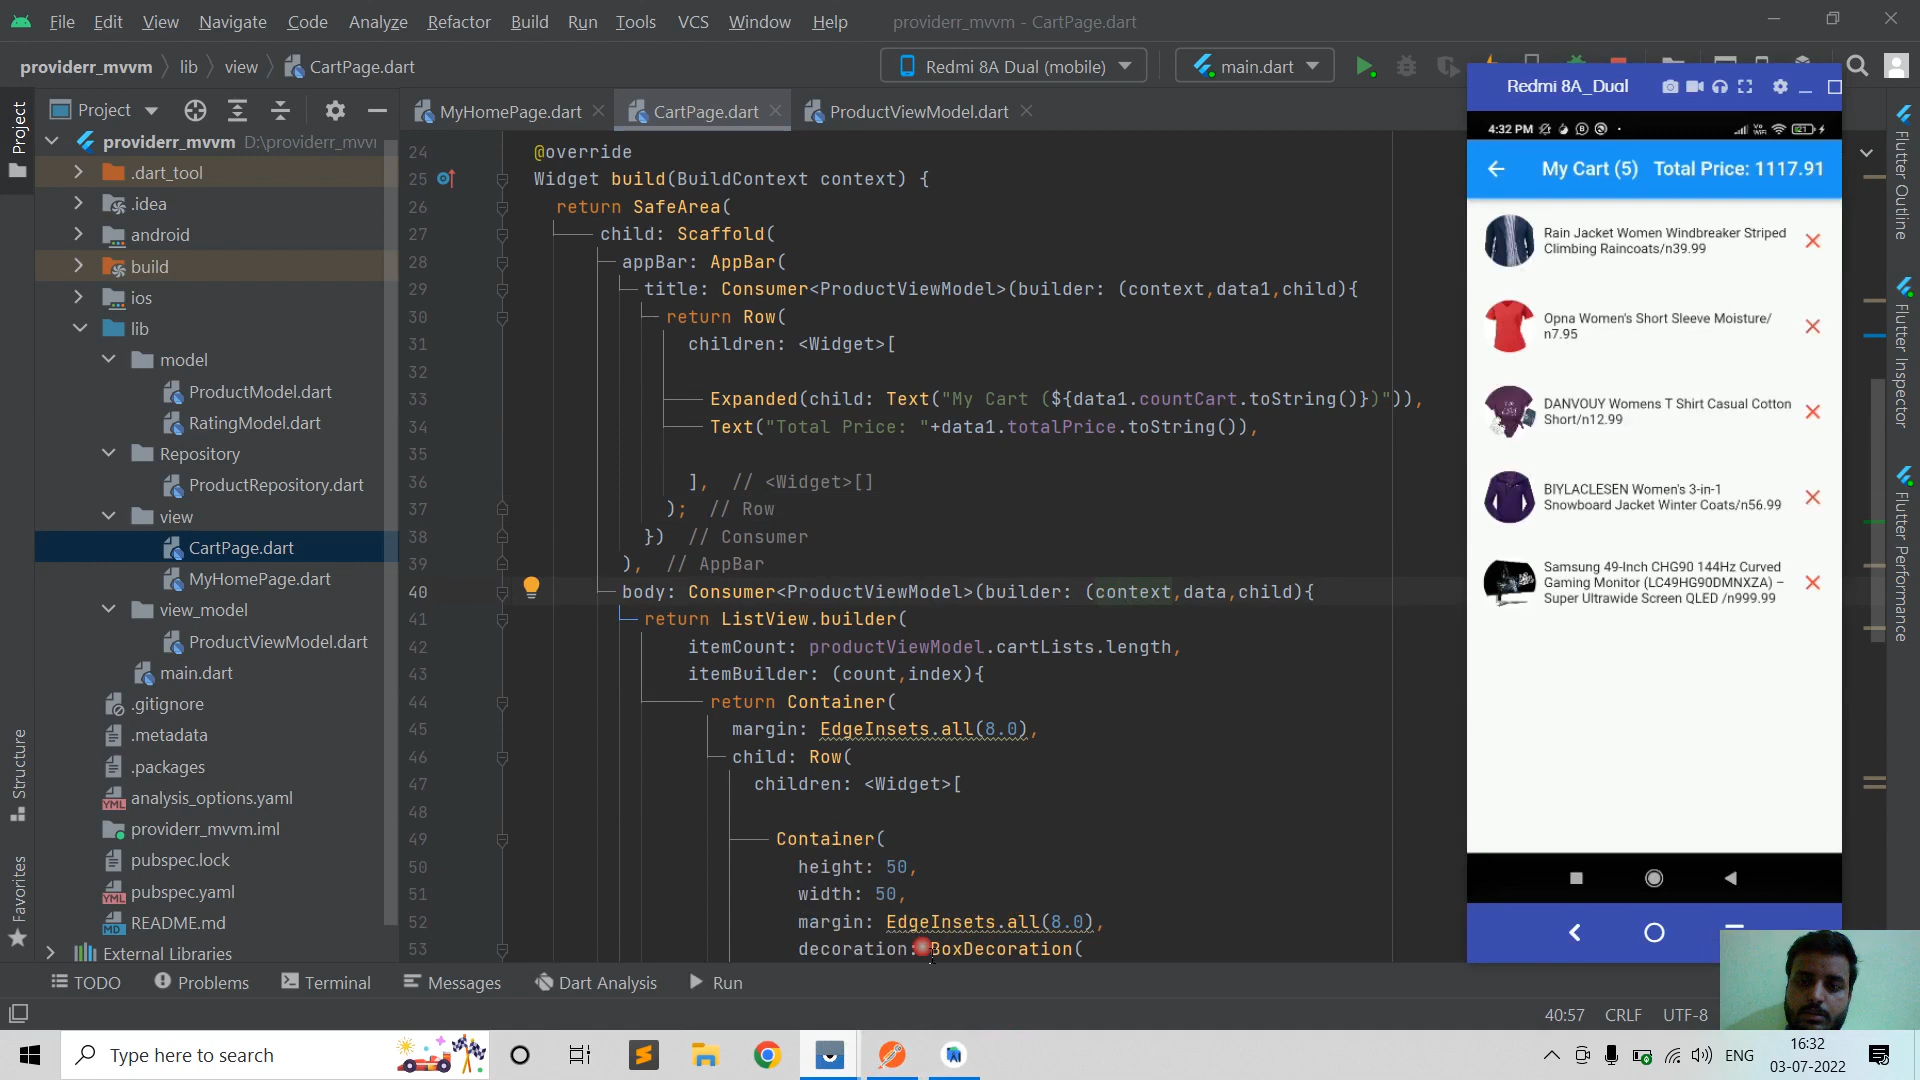 File Edit View Navigate Code Analyze Refactor Build Run Tools VCS Window Help providerr_mvvm - CartPage.dart
providerr_mvvm lib view CartPage.dart Redmi 8A Dual (mobile) main.dart
Project MyHomePage.dart CartPage.dart ProductViewModel.dart
Project
Structure
Favorites
providerr_mvvm D:\providerr_mvvi
.dart_tool
.idea
android
build
ios
lib
model
ProductModel.dart
RatingModel.dart
Repository
ProductRepository.dart
view
CartPage.dart
MyHomePage.dart
view_model
ProductViewModel.dart
main.dart
.gitignore
.metadata
.packages
analysis_options.yaml
providerr_mvvm.iml
pubspec.lock
pubspec.yaml
README.md
External Libraries
24 @override
25 Widget build(BuildContext context) {
26 return SafeArea(
27 child: Scaffold(
28 appBar: AppBar(
29 title: Consumer<ProductViewModel>(builder: (context,data1,child){
30 return Row(
31 children: <Widget>[
32
33 Expanded(child: Text("My Cart (${data1.countCart.toString()})")),
34 Text("Total Price: "+data1.totalPrice.toString()),
35
36 ], // <Widget>[]
37 ); // Row
38 }) // Consumer
39 ), // AppBar
40 body: Consumer<ProductViewModel>(builder: (context,data,child){
41 return ListView.builder(
42 itemCount: productViewModel.cartLists.length,
43 itemBuilder: (count,index){
44 return Container(
45 margin: EdgeInsets.all(8.0),
46 child: Row(
47 children: <Widget>[
48
49 Container(
50 height: 50,
51 width: 50,
52 margin: EdgeInsets.all(8.0),
53 decoration: BoxDecoration(
Redmi 8A_Dual
4:32 PM 21
My Cart (5) Total Price: 1117.91
Rain Jacket Women Windbreaker Striped
Climbing Raincoats/n39.99
Opna Women's Short Sleeve Moisture/
n7.95
DANVOUY Womens T Shirt Casual Cotton
Short/n12.99
BIYLACLESEN Women's 3-in-1
Snowboard Jacket Winter Coats/n56.99
Samsung 49-Inch CHG90 144Hz Curved
Gaming Monitor (LC49HG90DMNXZA) –
Super Ultrawide Screen QLED /n999.99
Flutter Outline
Flutter Inspector
Flutter Performance
TODO Problems Terminal Messages Dart Analysis Run
40:57 CRLF UTF-8
Type here to search
ENG
16:32
03-07-2022